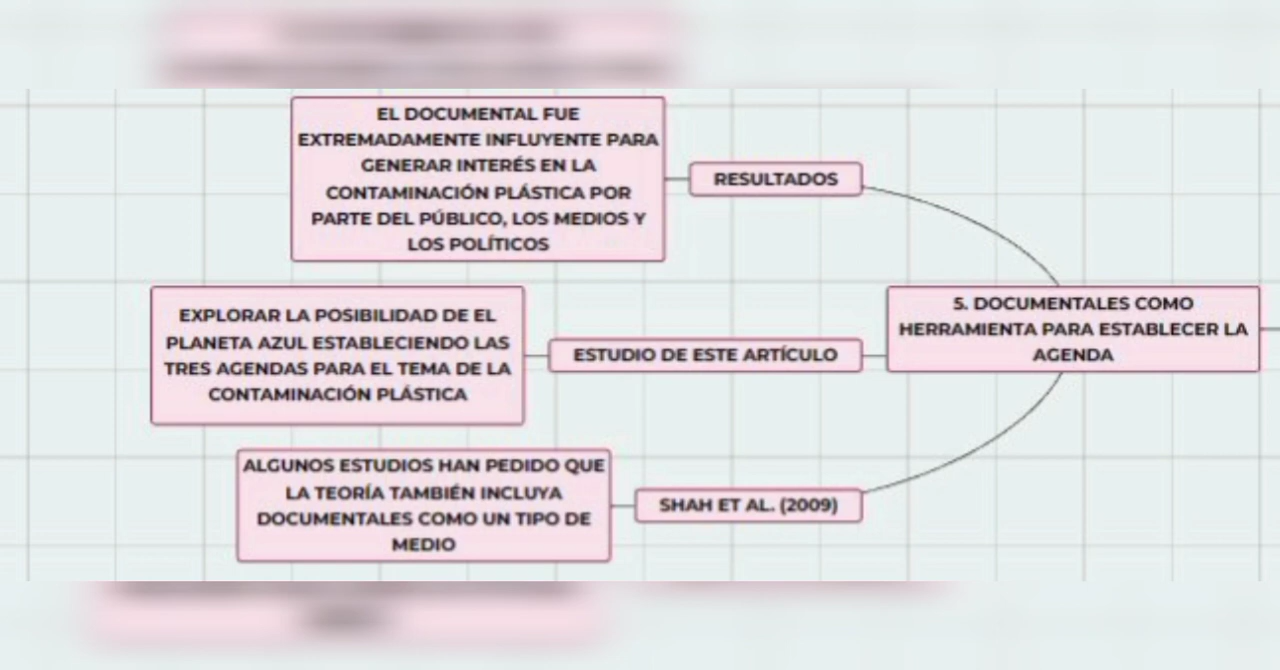 EL DOCUMENTAL FUE
EXTREMADAMENTE INFLUYENTE PARA
GENERAR INTERÉS EN LA
CONTAMINACIÓN PLÁSTICA POR
PARTE DEL PÚBLICO, LOS MEDIOS Y
LOS POLÍTICOS
RESULTADOS
EXPLORAR LA POSIBILIDAD DE EL
PLANETA AZUL ESTABLECIENDO LAS
TRES AGENDAS PARA EL TEMA DE LA
CONTAMINACIÓN PLÁSTICA
ESTUDIO DE ESTE ARTÍCULO
5. DOCUMENTALES COMO
HERRAMIENTA PARA ESTABLECER LA
AGENDA
ALGUNOS ESTUDIOS HAN PEDIDO QUE
LA TEORÍA TAMBIÉN INCLUYA
DOCUMENTALES COMO UN TIPO DE
MEDIO
SHAH ET AL. (2009)